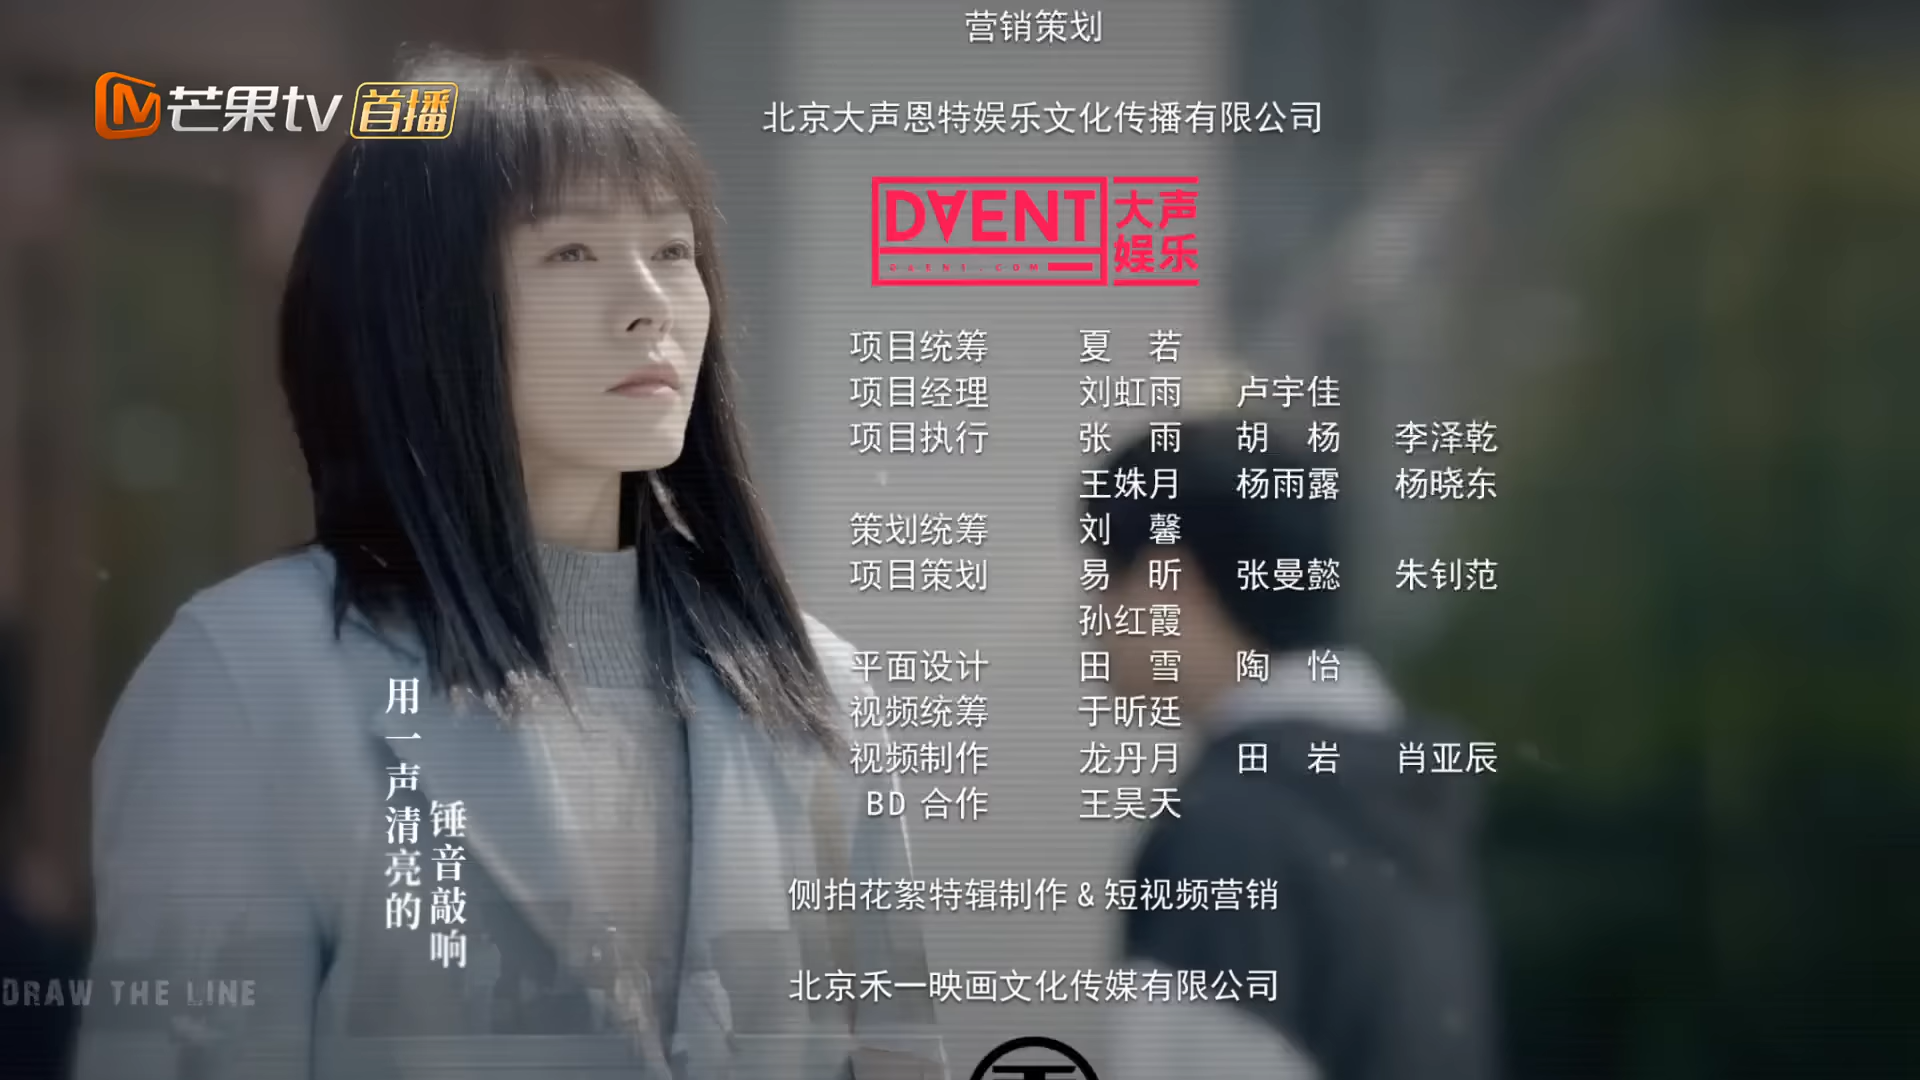 营销策划
芒果tv 首播
北京大声恩特娱乐文化传播有限公司
DAENT 大声娱乐
DAENT.COM
项目统筹 夏 若
项目经理 刘虹雨 卢宇佳
项目执行 张 雨 胡 杨 李泽乾
王姝月 杨雨露 杨晓东
策划统筹 刘 馨
项目策划 易 昕 张曼懿 朱钊范
孙红霞
平面设计 田 雪 陶 怡
视频统筹 于昕廷
视频制作 龙丹月 田 岩 肖亚辰
BD 合作 王昊天
用一声清亮的
锤音敲响
侧拍花絮特辑制作 & 短视频营销
北京禾一映画文化传媒有限公司
DRAW THE LINE